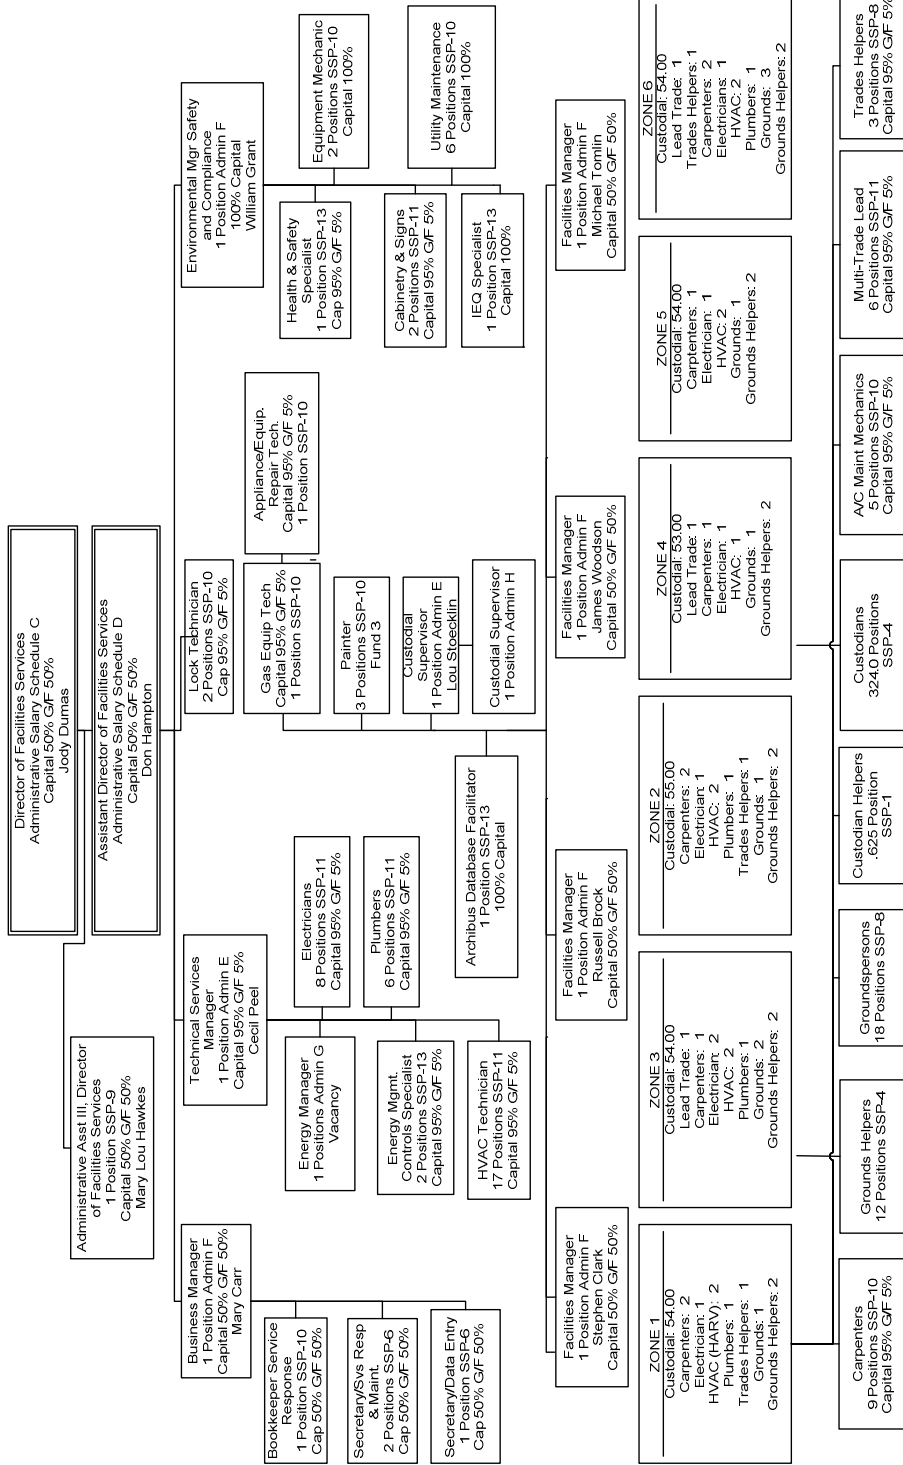 Director of Facilities Services
Administrative Salary Schedule C
Capital 50% G/F 50%
Jody Dumas
Assistant Director of Facilities Services
Administrative Salary Schedule D
Capital 50% G/F 50%
Don Hampton
Administrative Asst III, Director
of Facilities Services
1 Position SSP-9
Capital 50% G/F 50%
Mary Lou Hawkes
Business Manager
1 Position Admin F
Capital 50% G/F 50%
Mary Carr
Bookkeeper Service
Response
1 Position SSP-10
Cap 50% G/F 50%
Secretary/Svs Resp
& Maint.
2 Positions SSP-6
Cap 50% G/F 50%
Secretary/Data Entry
1 Position SSP-6
Cap 50% G/F 50%
Technical Services
Manager
1 Position Admin E
Capital 95% G/F 5%
Cecil Peel
Energy Manager
1 Positions Admin G
Vacancy
Electricians
8 Positions SSP-11
Capital 95% G/F 5%
Energy Mgmt.
Controls Specialist
2 Positions SSP-13
Capital 95% G/F 5%
Plumbers
6 Positions SSP-11
Capital 95% G/F 5%
HVAC Technician
17 Positions SSP-11
Capital 95% G/F 5%
Lock Technician
2 Positions SSP-10
Cap 95% G/F 5%
Gas Equip Tech
Capital 95% G/F 5%
1 Position SSP-10
Appliance/Equip.
Repair Tech.
Capital 95% G/F 5%
1 Position SSP-10
Painter
3 Positions SSP-10
Fund 3
Custodial
Supervisor
1 Position Admin E
Lou Stoecklin
Custodial Supervisor
1 Position Admin H
Archibus Database Facilitator
1 Position SSP-13
100% Capital
Environmental Mgr Safety
and Compliance
1 Position Admin F
100% Capital
William Grant
Health & Safety
Specialist
1 Position SSP-13
Cap 95% G/F 5%
Equipment Mechanic
2 Positions SSP-10
Capital 100%
Cabinetry & Signs
2 Positions SSP-11
Capital 95% G/F 5%
Utility Maintenance
6 Positions SSP-10
Capital 100%
IEQ Specialist
1 Position SSP-13
Capital 100%
Facilities Manager
1 Position Admin F
Stephen Clark
Capital 50% G/F 50%
Facilities Manager
1 Position Admin F
Russell Brock
Capital 50% G/F 50%
Facilities Manager
1 Position Admin F
James Woodson
Capital 50% G/F 50%
Facilities Manager
1 Position Admin F
Michael Tomlin
Capital 50% G/F 50%
ZONE 1
Custodial: 54.00
Carpenters: 2
Electrician: 1
HVAC (HARV): 2
Plumbers: 1
Trades Helpers: 1
Grounds: 1
Grounds Helpers: 2
ZONE 3
Custodial: 54.00
Lead Trade: 1
Carpenters: 1
Electrician: 2
HVAC: 2
Plumbers: 1
Grounds: 2
Grounds Helpers: 2
ZONE 2
Custodial: 55.00
Carpenters: 2
Electrician: 1
HVAC: 2
Plumbers: 1
Trades Helpers: 1
Grounds: 1
Grounds Helpers: 2
ZONE 4
Custodial: 53.00
Lead Trade: 1
Carpenters: 1
Electrician: 1
HVAC: 1
Grounds: 1
Grounds Helpers: 2
ZONE 5
Custodial: 54.00
Carptenters: 1
Electrician: 1
HVAC: 2
Grounds: 1
Grounds Helpers: 2
ZONE 6
Custodial: 54.00
Lead Trade: 1
Trades Helpers: 1
Carpenters: 2
Electricians: 1
HVAC: 2
Plumbers: 1
Grounds: 3
Grounds Helpers: 2
Carpenters
9 Positions SSP-10
Capital 95% G/F 5%
Grounds Helpers
12 Positions SSP-4
Groundspersons
18 Positions SSP-8
Custodian Helpers
.625 Position
SSP-1
Custodians
324.0 Positions
SSP-4
A/C Maint Mechanics
5 Positions SSP-10
Capital 95% G/F 5%
Multi-Trade Lead
6 Positions SSP-11
Capital 95% G/F 5%
Trades Helpers
3 Positions SSP-8
Capital 95% G/F 5%